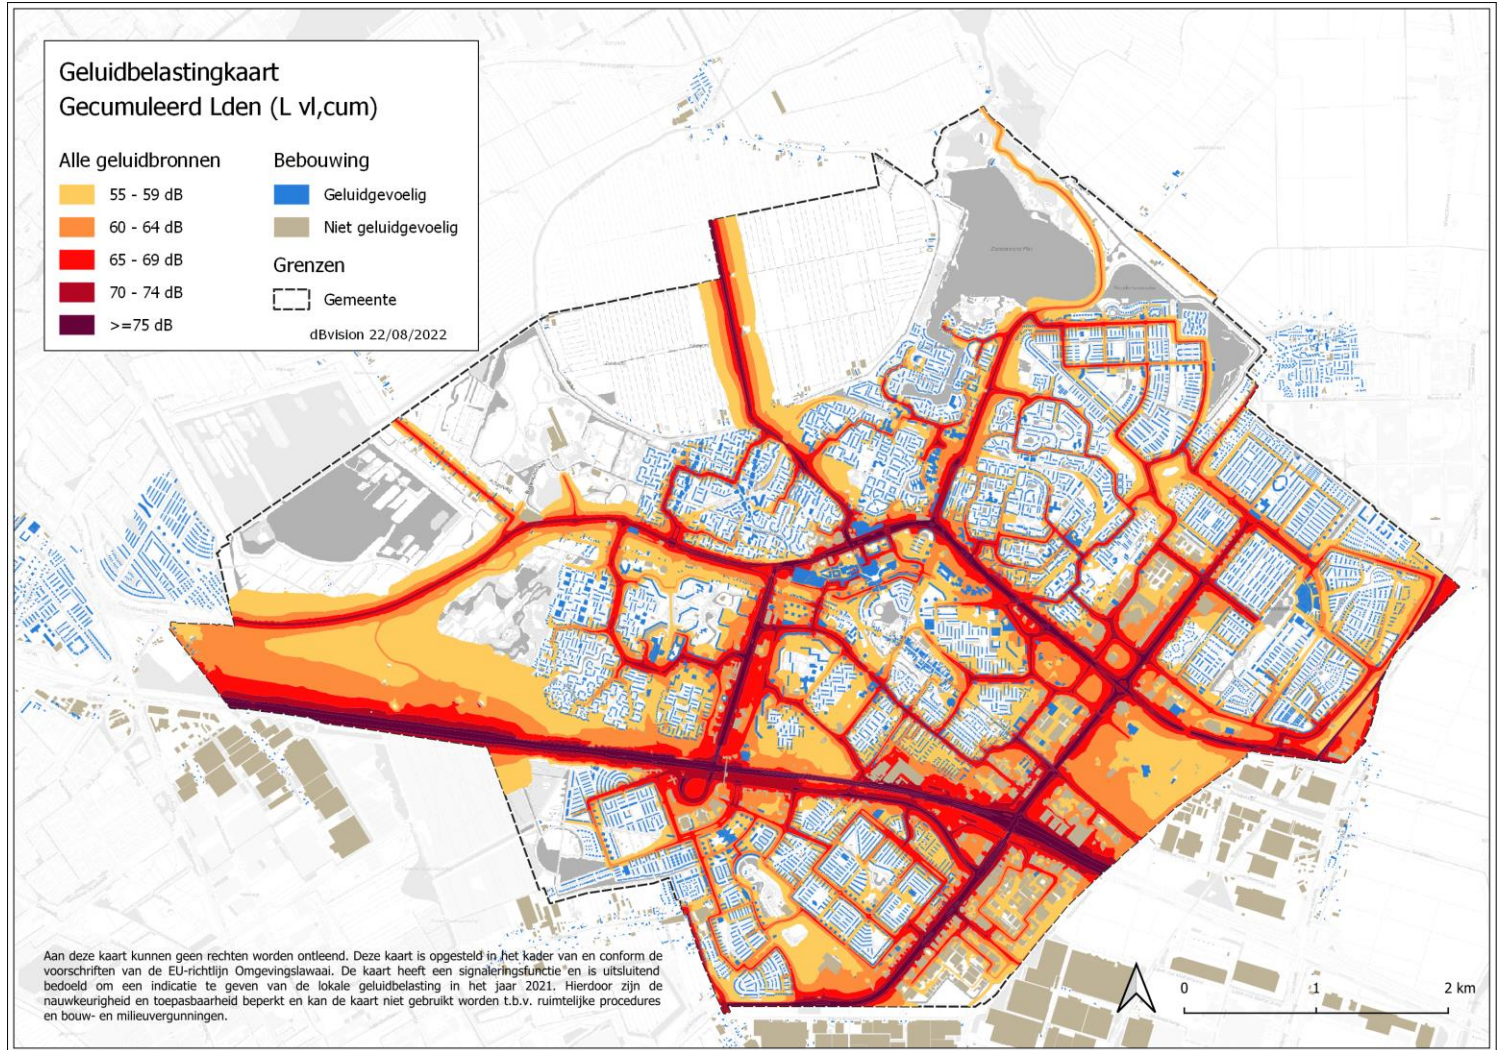 Geluidbelastingkaart
Gecumuleerd Lden (L vl,cum)
Alle geluidbronnen
55 - 59 dB
60 - 64 dB
65 - 69 dB
70 - 74 dB
>=75 dB
Bebouwing
Geluidgevoelig
Niet geluidgevoelig
Grenzen
Gemeente
dBvision 22/08/2022
Aan deze kaart kunnen geen rechten worden ontleend. Deze kaart is opgesteld in het kader van en conform de
voorschriften van de EU-richtlijn Omgevingslawaai. De kaart heeft een signaleringsfunctie en is uitsluitend
bedoeld om een indicatie te geven van de lokale geluidbelasting in het jaar 2021. Hierdoor zijn de
nauwkeurigheid en toepasbaarheid beperkt en kan de kaart niet gebruikt worden t.b.v. ruimtelijke procedures
en bouw- en milieuvergunningen.
0 1 2 km